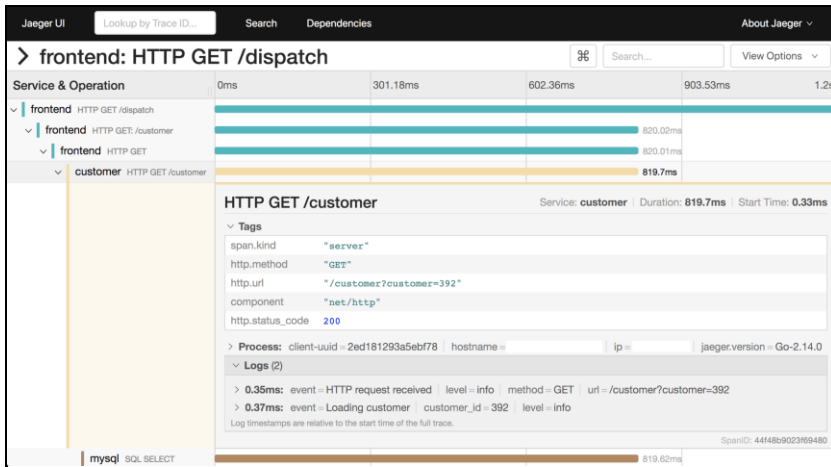 Jaeger UI Lookup by Trace ID... Search Dependencies About Jaeger
frontend: HTTP GET /dispatch ⌘ Search... View Options
Service & Operation 0ms 301.18ms 602.36ms 903.53ms 1.2s
frontend HTTP GET /dispatch
frontend HTTP GET: /customer 820.02ms
frontend HTTP GET 820.01ms
customer HTTP GET /customer 819.7ms
HTTP GET /customer Service: customer Duration: 819.7ms Start Time: 0.33ms
Tags
span.kind "server"
http.method "GET"
http.url "/customer?customer=392"
component "net/http"
http.status_code 200
Process: client-uuid = 2ed181293a5ebf78 hostname = ip = jaeger.version = Go-2.14.0
Logs (2)
0.35ms: event = HTTP request received level = info method = GET url = /customer?customer=392
0.37ms: event = Loading customer customer_id = 392 level = info
Log timestamps are relative to the start time of the full trace.
SpanID: 44f48b9023f69480
mysql SQL SELECT 819.62ms